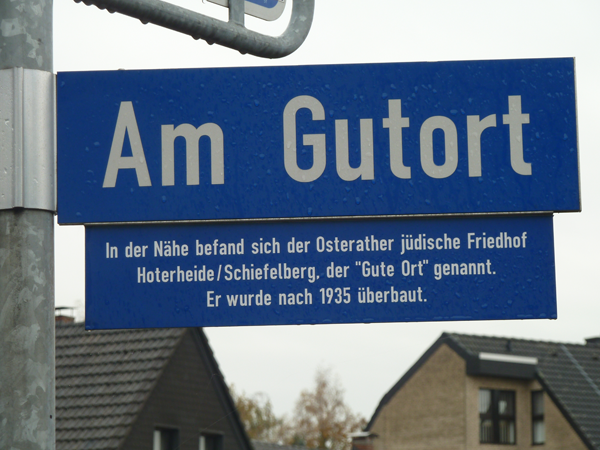 Am Gutort
In der Nähe befand sich der Osterather jüdische Friedhof
Hoterheide/Schiefelberg, der "Gute Ort" genannt.
Er wurde nach 1935 überbaut.